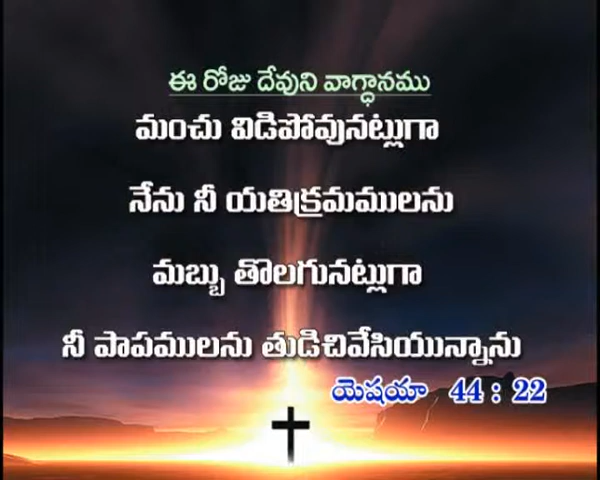 ఈ రోజు దేవుని వాగ్ధానము
మంచు విడిపోవునట్లుగా
నేను నీ యతిక్రమములను
మబ్బు తొలగునట్లుగా
నీ పాపములను తుడిచివేసియున్నాను
యెషయా 44 : 22